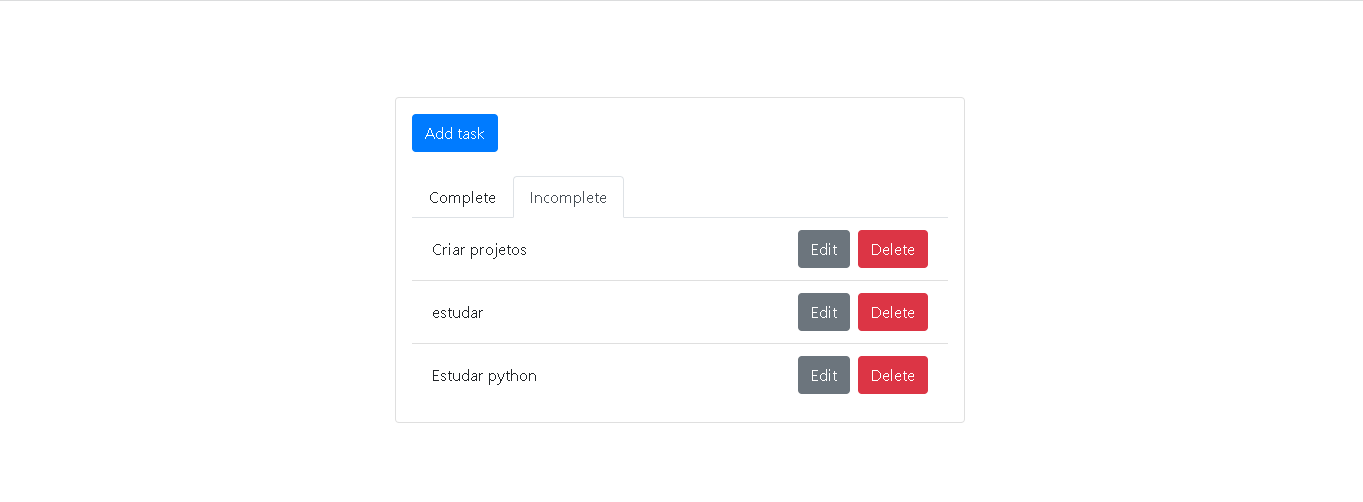 Add task
Complete Incomplete
Criar projetos Edit Delete
estudar Edit Delete
Estudar python Edit Delete